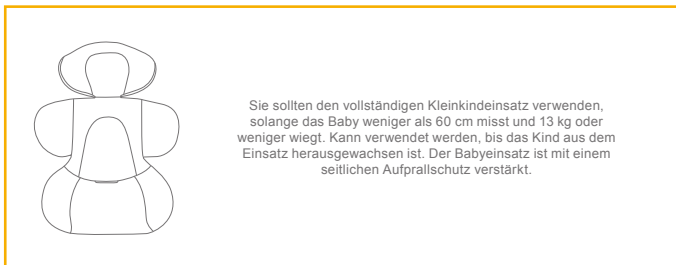 Sie sollten den vollständigen Kleinkindeinsatz verwenden,
solange das Baby weniger als 60 cm misst und 13 kg oder
weniger wiegt. Kann verwendet werden, bis das Kind aus dem
Einsatz herausgewachsen ist. Der Babyeinsatz ist mit einem
seitlichen Aufprallschutz verstärkt.